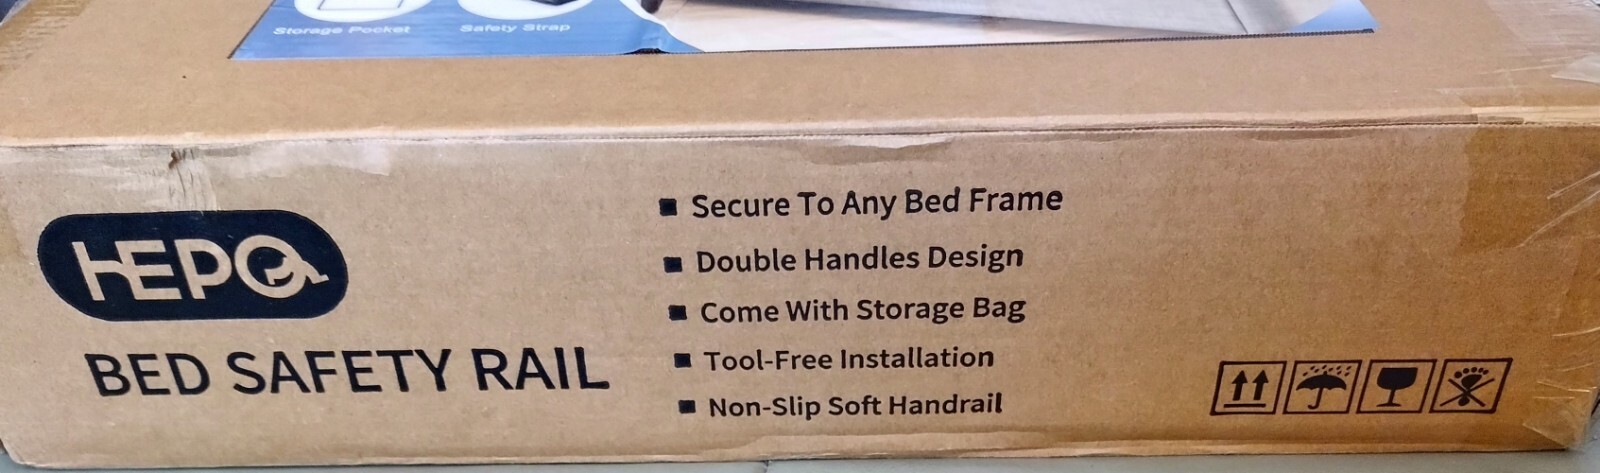 Storage Pocket
Safety Strap
HEPO
BED SAFETY RAIL
Secure To Any Bed Frame
Double Handles Design
Come With Storage Bag
Tool-Free Installation
Non-Slip Soft Handrail